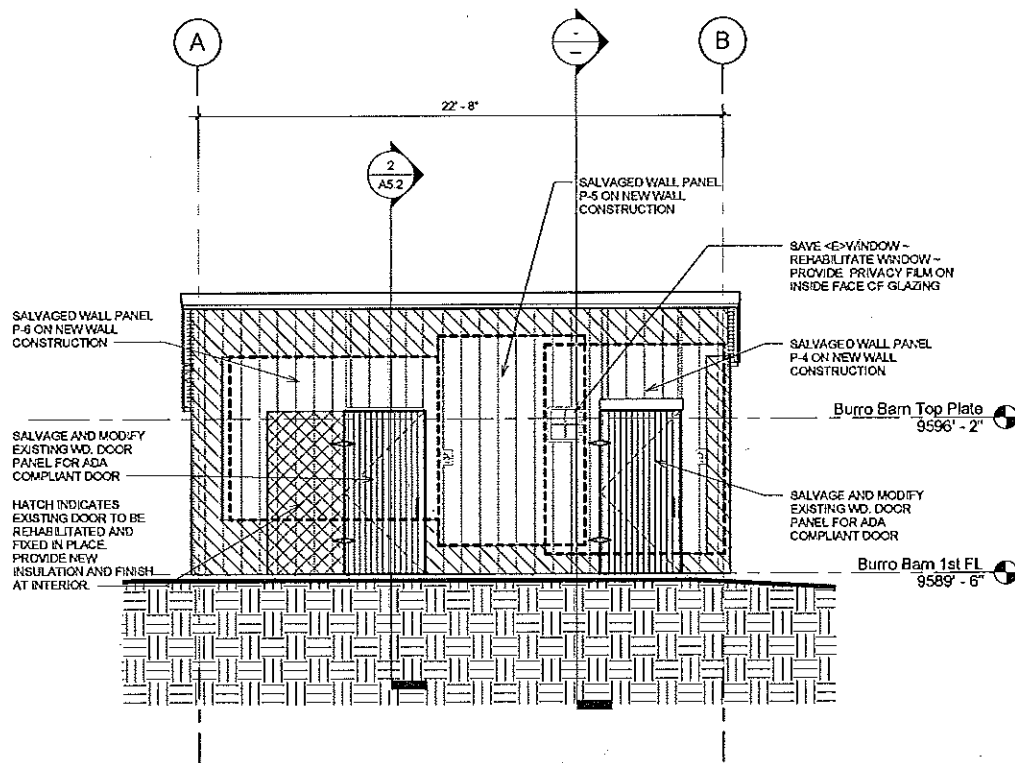 A
-
--
B
22' - 8"
2
A5.2
SALVAGED WALL PANEL
P-5 ON NEW WALL
CONSTRUCTION
SAVE <E>WINDOW ~
REHABILITATE WINDOW ~
PROVIDE PRIVACY FILM ON
INSIDE FACE OF GLAZING
SALVAGED WALL PANEL
P-6 ON NEW WALL
CONSTRUCTION
SALVAGED WALL PANEL
P-4 ON NEW WALL
CONSTRUCTION
Burro Barn Top Plate
9596' - 2"
SALVAGE AND MODIFY
EXISTING WD. DOOR
PANEL FOR ADA
COMPLIANT DOOR
HATCH INDICATES
EXISTING DOOR TO BE
REHABILITATED AND
FIXED IN PLACE.
PROVIDE NEW
INSULATION AND FINISH
AT INTERIOR
SALVAGE AND MODIFY
EXISTING WD. DOOR
PANEL FOR ADA
COMPLIANT DOOR
Burro Barn 1st FL
9589' - 6"